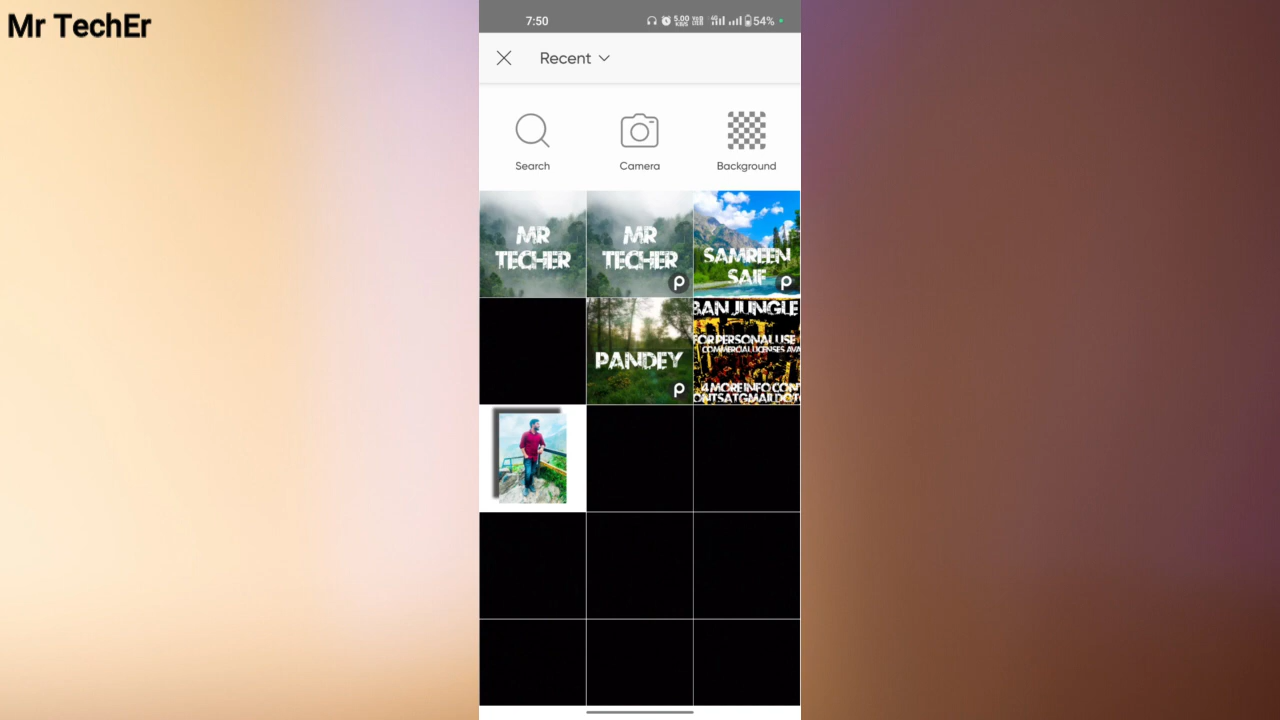 Mr TechEr
7:50
5.00
KB/S
54%
Recent
Search
Camera
Background
MR
TECHER
MR
TECHER
SAMREEN
SAIF
PANDEY
BAN JUNGLE
FOR PERSONAL USE
COMMERCIAL LICENSES AVA
4 MORE INFO CON
ONTSATGMAILDOT